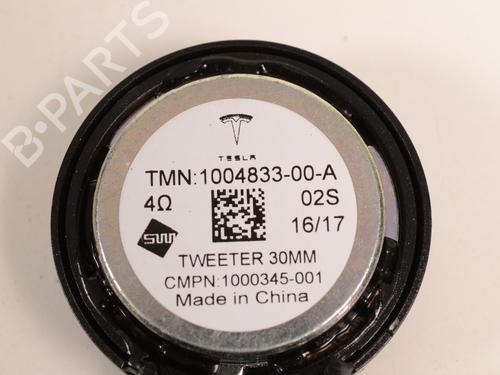 B-PARTS
TESLA
TMN:1004833-00-A
4Ω
02S
16/17
SW
TWEETER 30MM
CMPN:1000345-001
Made in China